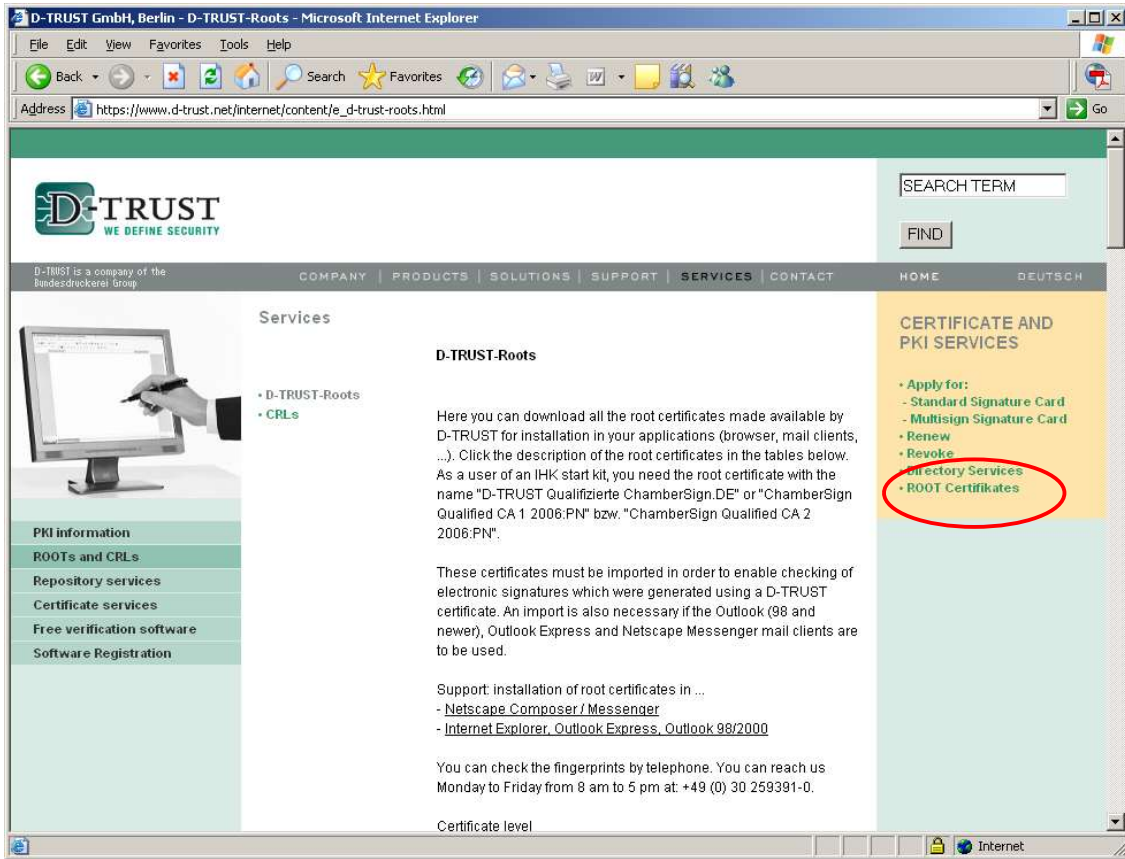 D-TRUST GmbH, Berlin - D-TRUST-Roots - Microsoft Internet Explorer
File Edit View Favorites Tools Help
Back Search Favorites
Address https://www.d-trust.net/internet/content/e_d-trust-roots.html Go
D-TRUST
WE DEFINE SECURITY
SEARCH TERM
FIND
D-TRUST is a company of the
Bundesdruckerei Group
COMPANY | PRODUCTS | SOLUTIONS | SUPPORT | SERVICES | CONTACT
HOME DEUTSCH
Services
• D-TRUST-Roots
• CRLs
PKI information
ROOTs and CRLs
Repository services
Certificate services
Free verification software
Software Registration
D-TRUST-Roots
Here you can download all the root certificates made available by
D-TRUST for installation in your applications (browser, mail clients,
...). Click the description of the root certificates in the tables below.
As a user of an IHK start kit, you need the root certificate with the
name "D-TRUST Qualifizierte ChamberSign.DE" or "ChamberSign
Qualified CA 1 2006:PN" bzw. "ChamberSign Qualified CA 2
2006:PN".
These certificates must be imported in order to enable checking of
electronic signatures which were generated using a D-TRUST
certificate. An import is also necessary if the Outlook (98 and
newer), Outlook Express and Netscape Messenger mail clients are
to be used.
Support: installation of root certificates in ...
- Netscape Composer / Messenger
- Internet Explorer, Outlook Express, Outlook 98/2000
You can check the fingerprints by telephone. You can reach us
Monday to Friday from 8 am to 5 pm at: +49 (0) 30 259391-0.
Certificate level
CERTIFICATE AND
PKI SERVICES
• Apply for:
- Standard Signature Card
- Multisign Signature Card
• Renew
• Revoke
• Directory Services
• ROOT Certifikates
Internet